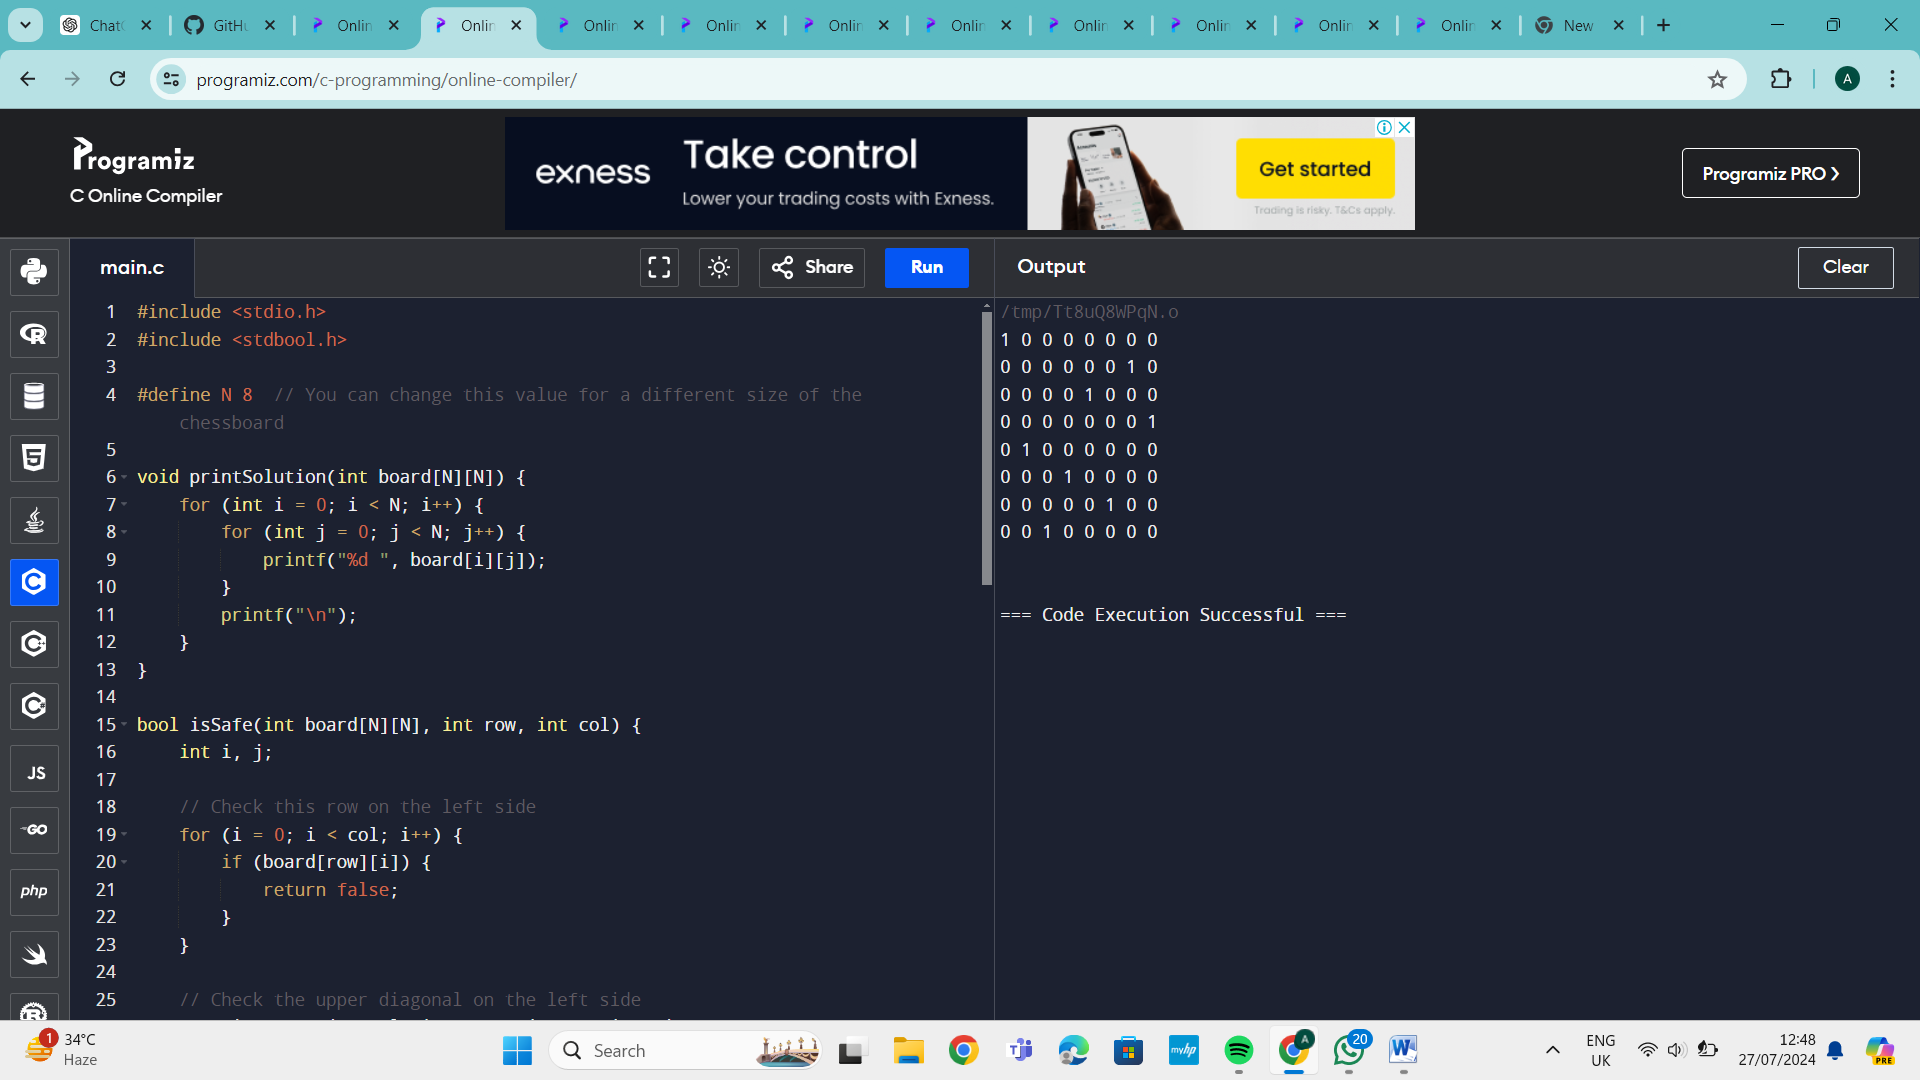 Chat
GitHu
Onlin
Onlin
Onlin
Onlin
Onlin
Onlin
Onlin
Onlin
Onlin
Onlin
New
programiz.com/c-programming/online-compiler/
A
Programiz
C Online Compiler
exness
Take control
Lower your trading costs with Exness.
Get started
Trading is risky. T&Cs apply.
Programiz PRO
main.c
Share
Run
Output
Clear
1 #include <stdio.h>
2 #include <stdbool.h>
3
4 #define N 8  // You can change this value for a different size of the
chessboard
5
6 void printSolution(int board[N][N]) {
7     for (int i = 0; i < N; i++) {
8         for (int j = 0; j < N; j++) {
9             printf("%d ", board[i][j]);
10         }
11         printf("\n");
12     }
13 }
14
15 bool isSafe(int board[N][N], int row, int col) {
16     int i, j;
17
18     // Check this row on the left side
19     for (i = 0; i < col; i++) {
20         if (board[row][i]) {
21             return false;
22         }
23     }
24
25     // Check the upper diagonal on the left side
/tmp/Tt8uQ8WPqN.o
1 0 0 0 0 0 0 0
0 0 0 0 0 0 1 0
0 0 0 0 1 0 0 0
0 0 0 0 0 0 0 1
0 1 0 0 0 0 0 0
0 0 0 1 0 0 0 0
0 0 0 0 0 1 0 0
0 0 1 0 0 0 0 0
=== Code Execution Successful ===
JS
GO
php
1
34°C
Haze
Search
myhp
A
20
ENG
UK
12:48
27/07/2024
PRE